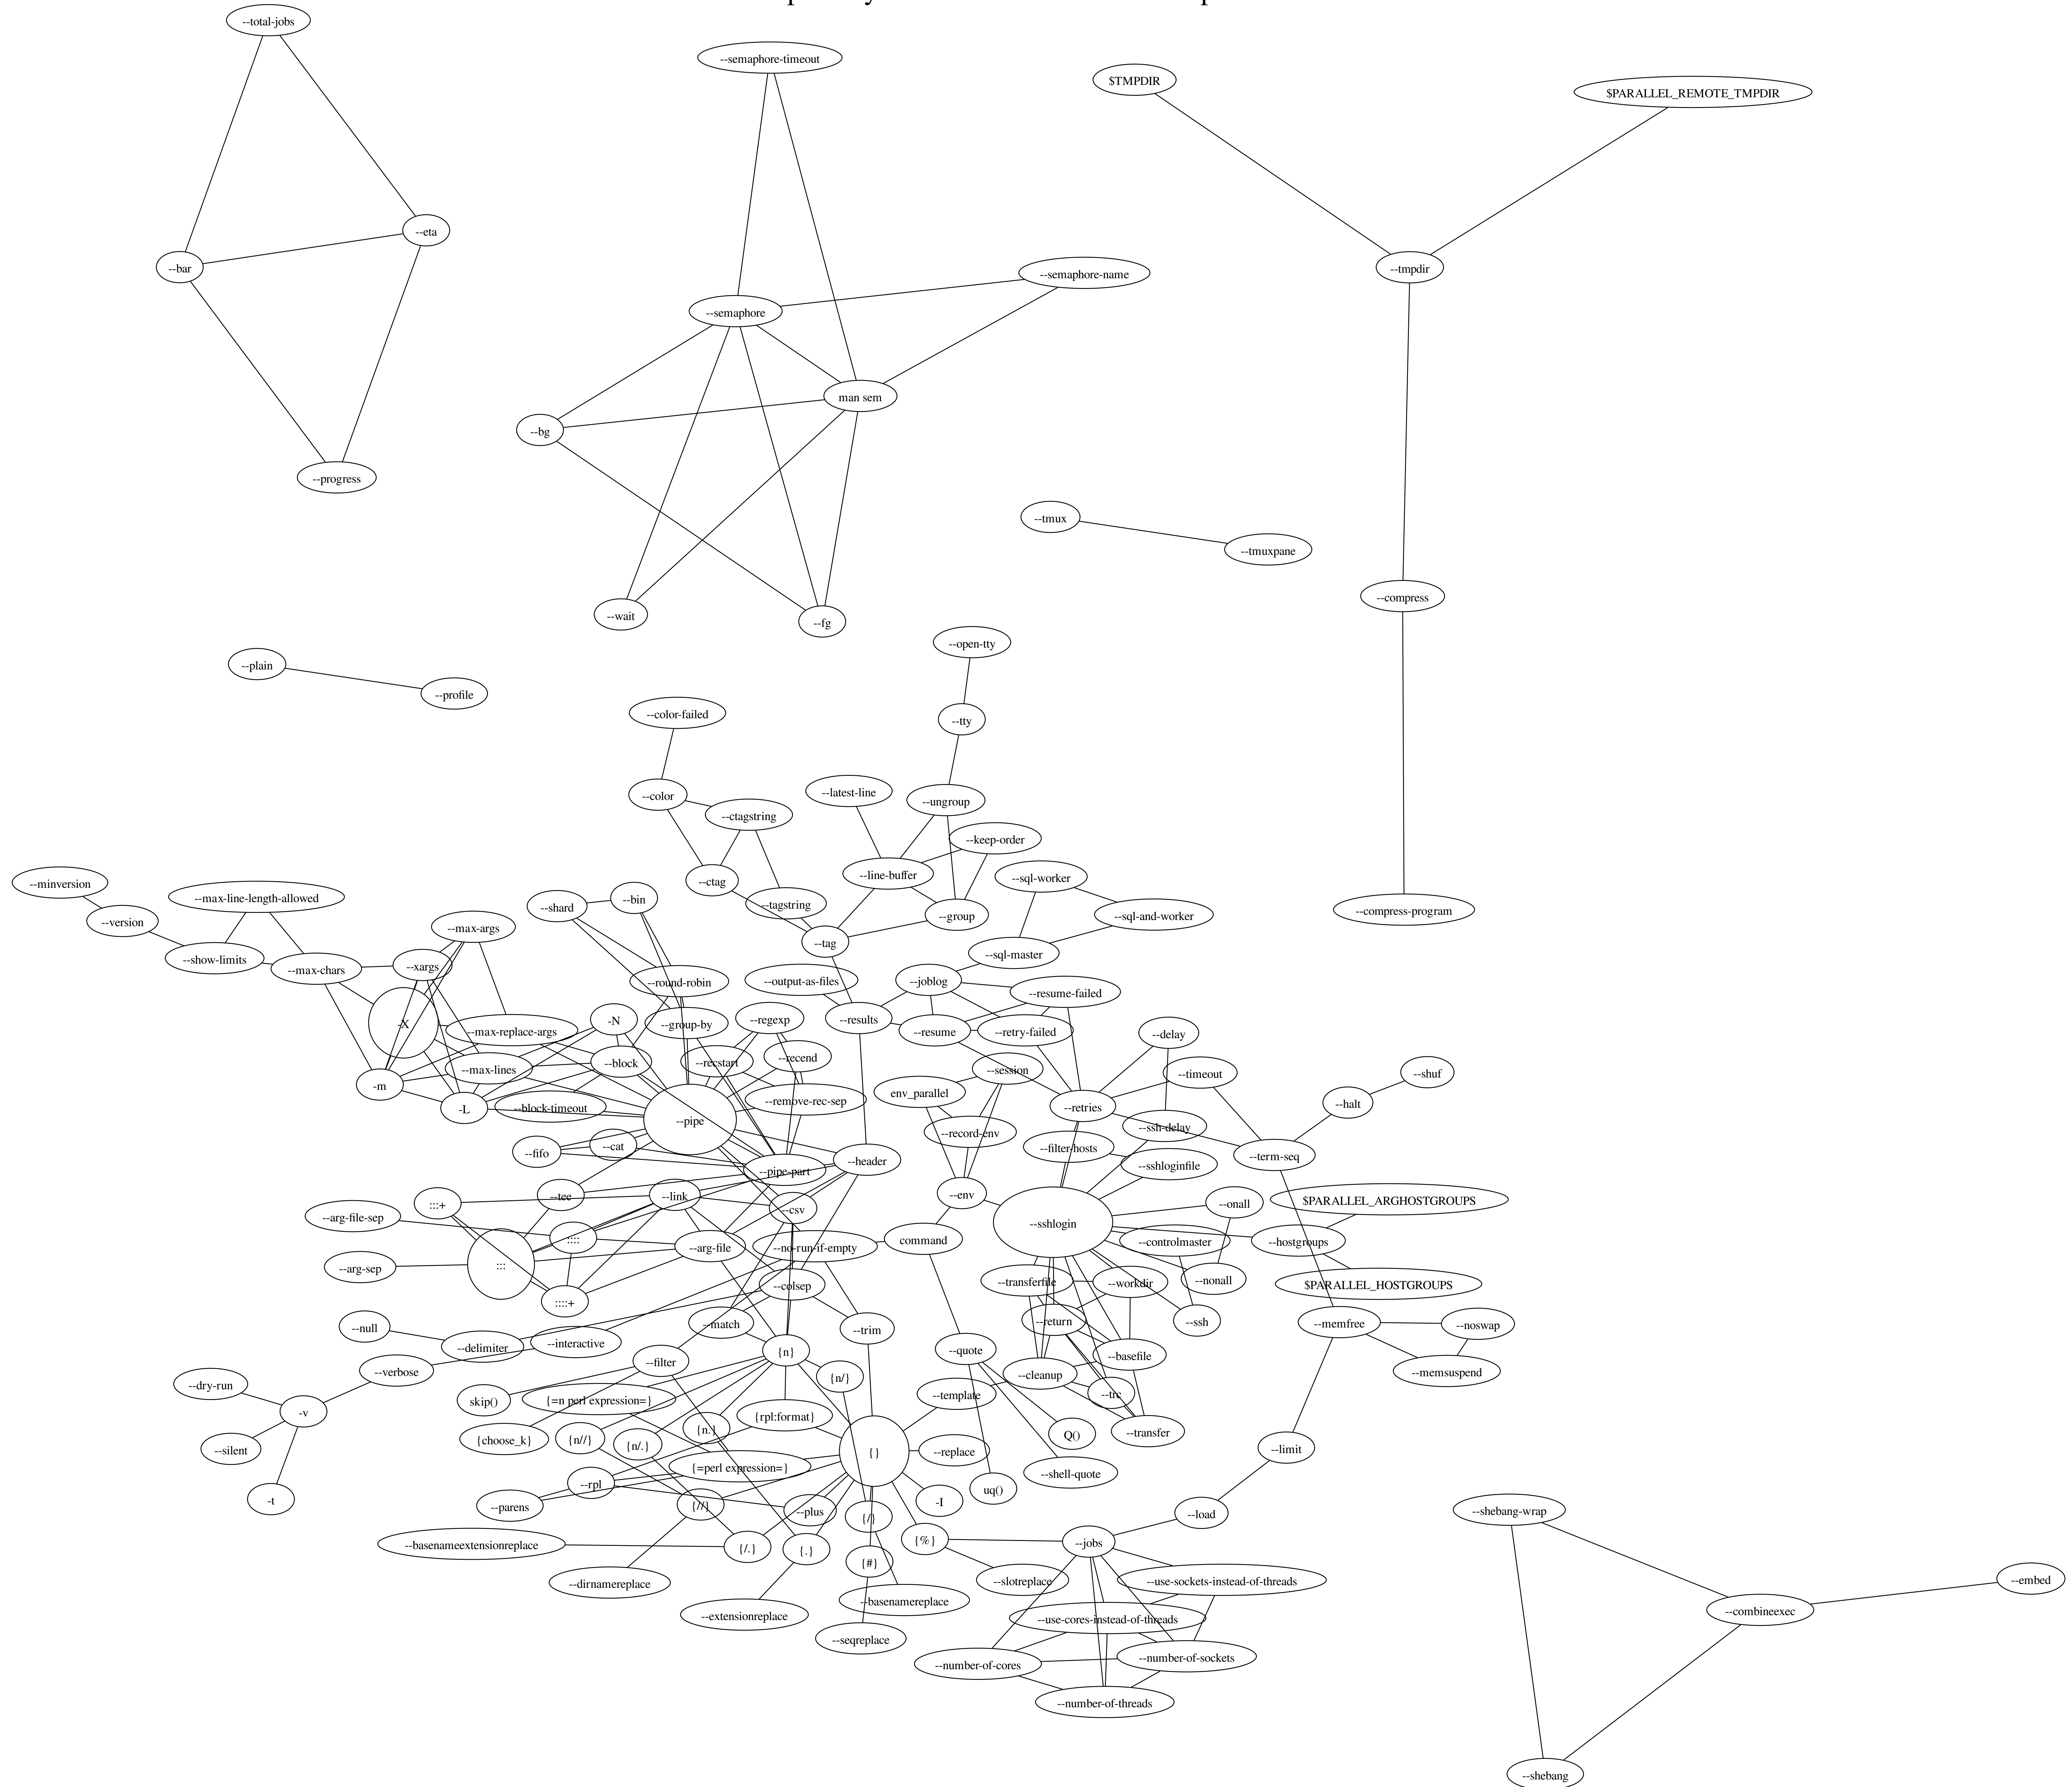 --total-jobs
--semaphore-timeout
$TMPDIR
$PARALLEL_REMOTE_TMPDIR
--eta
--bar
--tmpdir
--semaphore-name
--semaphore
man sem
--bg
--progress
--tmux
--tmuxpane
--compress
--wait
--fg
--open-tty
--plain
--profile
--color-failed
--tty
--color
--latest-line
--ungroup
--ctagstring
--keep-order
--line-buffer
--sql-worker
--ctag
--minversion
--max-line-length-allowed
--bin
--tagstring
--shard
--group
--sql-and-worker
--compress-program
--version
--max-args
--tag
--sql-master
--show-limits
--xargs
--max-chars
--output-as-files
--joblog
--round-robin
--resume-failed
--regexp
--results
-N
--group-by
-X
--max-replace-args
--resume
--retry-failed
--delay
--recend
--block
--recstart
--max-lines
--session
--timeout
--shuf
-m
env_parallel
--remove-rec-sep
--halt
-L
--block-timeout
--retries
--pipe
--ssh-delay
--record-env
--cat
--filter-hosts
--fifo
--term-seq
--header
--sshloginfile
--pipe-part
--env
--tee
--link
$PARALLEL_ARGHOSTGROUPS
:::+
--onall
--csv
--arg-file-sep
--sshlogin
::::
command
--controlmaster
--hostgroups
--arg-file
--no-run-if-empty
:::
--arg-sep
--nonall
--transferfile
--workdir
--colsep
$PARALLEL_HOSTGROUPS
::::+
--return
--ssh
--match
--memfree
--noswap
--null
--trim
--interactive
--delimiter
{n}
--quote
--basefile
--filter
--verbose
--memsuspend
--cleanup
{n/}
--dry-run
--template
--trc
skip()
{=n perl expression=}
-v
{rpl:format}
{n.}
--transfer
Q()
{choose_k}
{n//}
{n/.}
--silent
{}
--replace
--limit
{=perl expression=}
--shell-quote
--rpl
uq()
-t
-I
--parens
{//}
--plus
--shebang-wrap
--load
{/}
{%}
--jobs
--basenameextensionreplace
{/.}
{.}
{#}
--embed
--slotreplace
--use-sockets-instead-of-threads
--dirnamereplace
--basenamereplace
--combineexec
--extensionreplace
--use-cores-instead-of-threads
--seqreplace
--number-of-sockets
--number-of-cores
--number-of-threads
--shebang